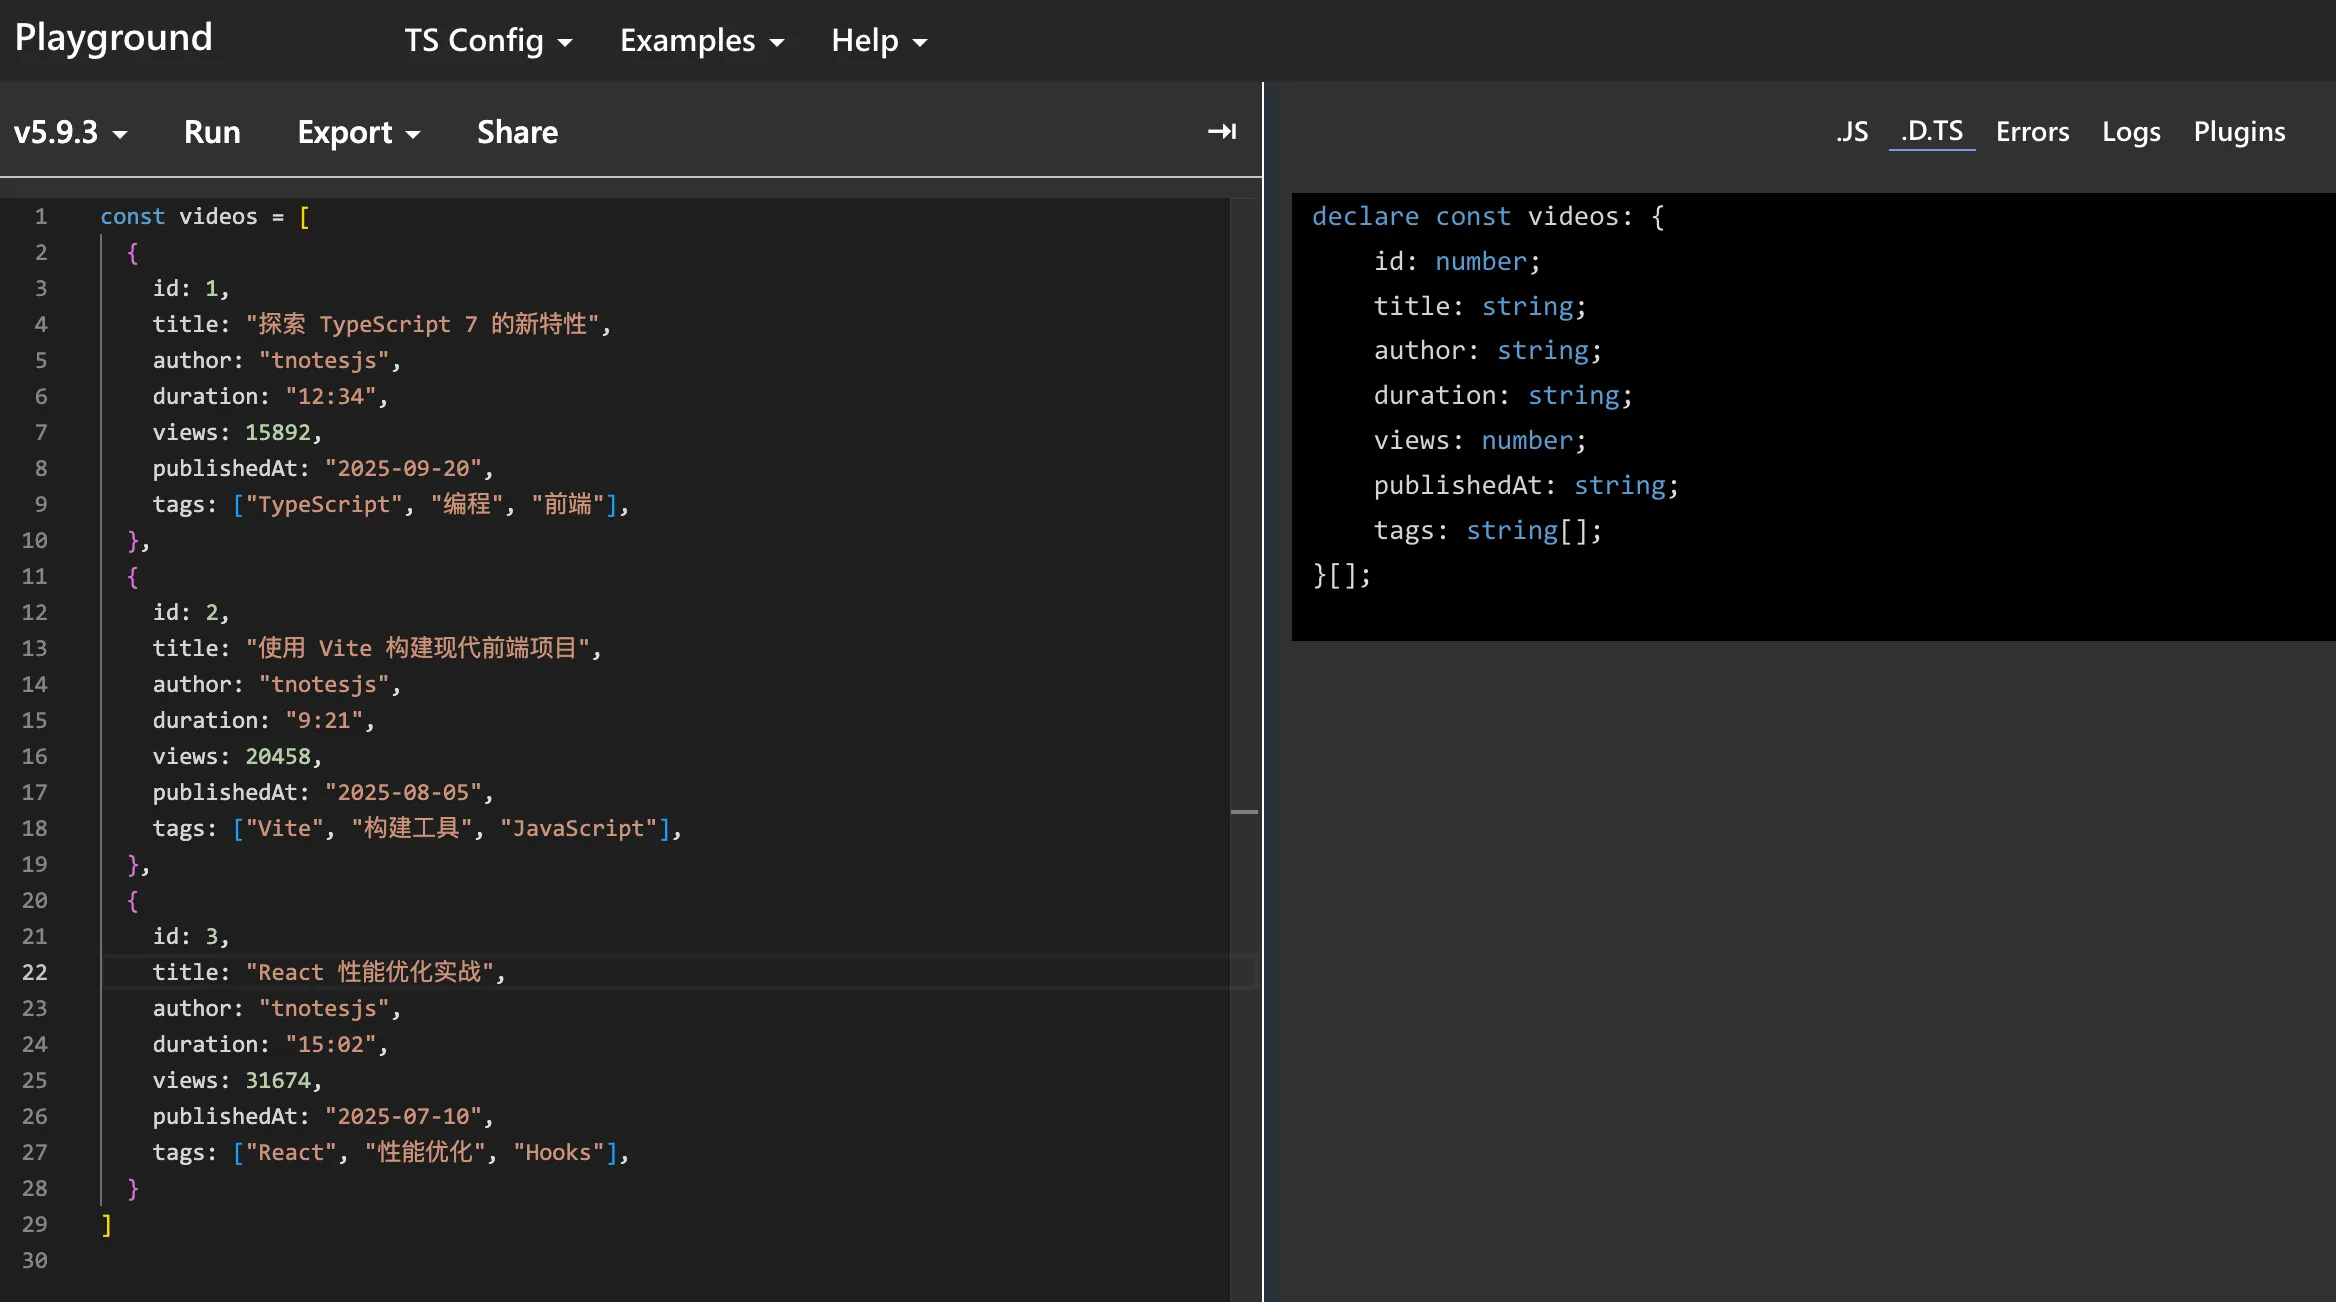 Playground
TS Config Examples Help
v5.9.3 Run Export Share
.JS .D.TS Errors Logs Plugins
1 const videos = [
2 {
3 id: 1,
4 title: "探索 TypeScript 7 的新特性",
5 author: "tnotesjs",
6 duration: "12:34",
7 views: 15892,
8 publishedAt: "2025-09-20",
9 tags: ["TypeScript", "编程", "前端"],
10 },
11 {
12 id: 2,
13 title: "使用 Vite 构建现代前端项目",
14 author: "tnotesjs",
15 duration: "9:21",
16 views: 20458,
17 publishedAt: "2025-08-05",
18 tags: ["Vite", "构建工具", "JavaScript"],
19 },
20 {
21 id: 3,
22 title: "React 性能优化实战",
23 author: "tnotesjs",
24 duration: "15:02",
25 views: 31674,
26 publishedAt: "2025-07-10",
27 tags: ["React", "性能优化", "Hooks"],
28 }
29 ]
30
declare const videos: {
id: number;
title: string;
author: string;
duration: string;
views: number;
publishedAt: string;
tags: string[];
}[];